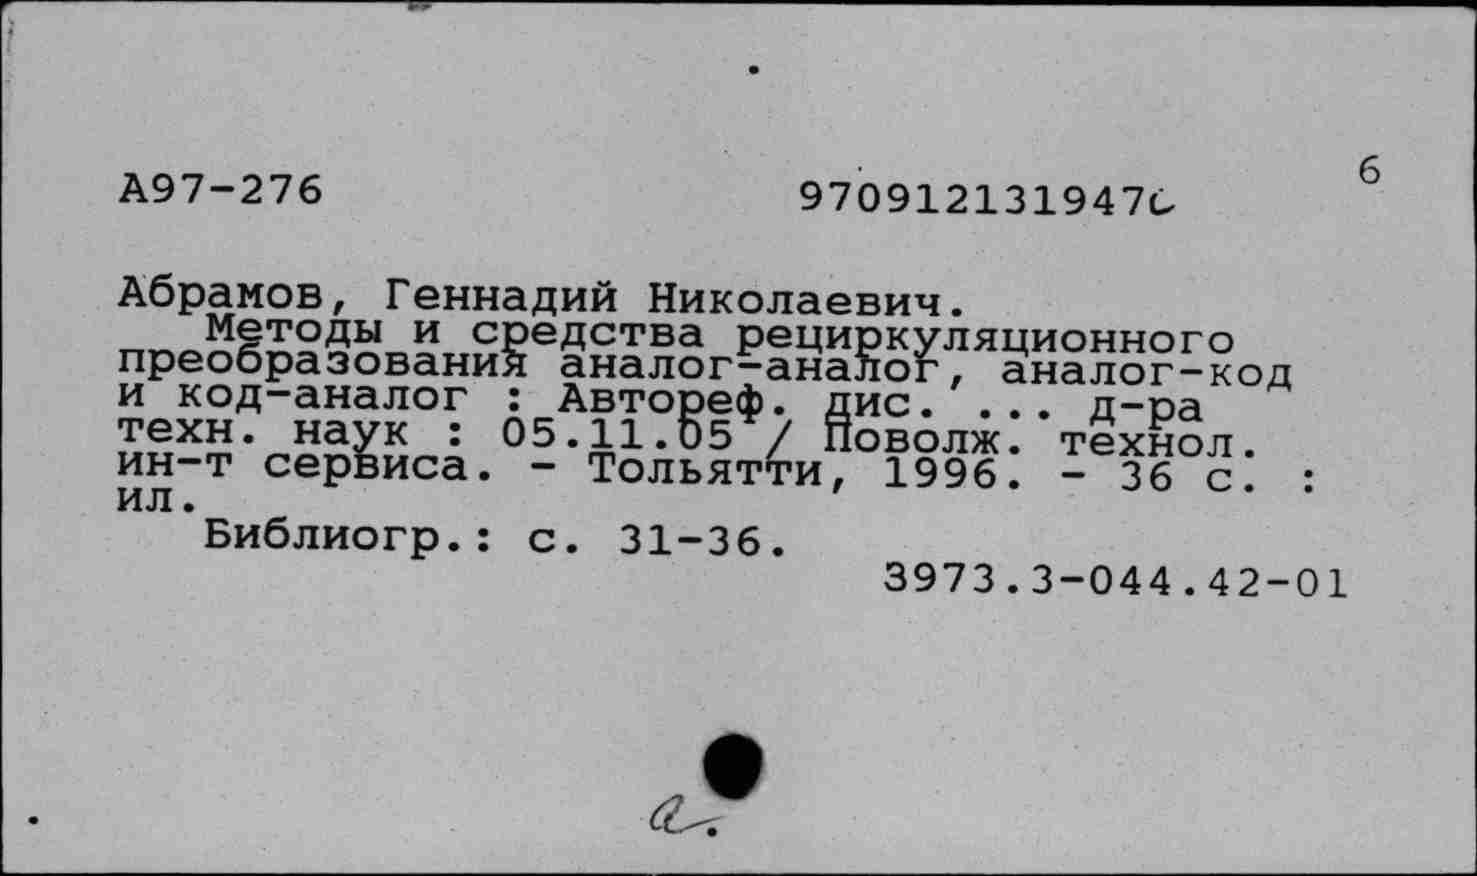 6
А97-276 970912131947с
Абрамов, Геннадий Николаевич.
Методы и средства рециркуляционного
преобразования аналог-аналог, аналог-код
и код-аналог : Автореф. дис. ... д-ра
техн. наук : 05.11.05 / Поволж. технол.
ин-т сервиса. - Тольятти, 1996. - 36 с. :
ил.
Библиогр.: с. 31-36.
3973.3-044.42-01